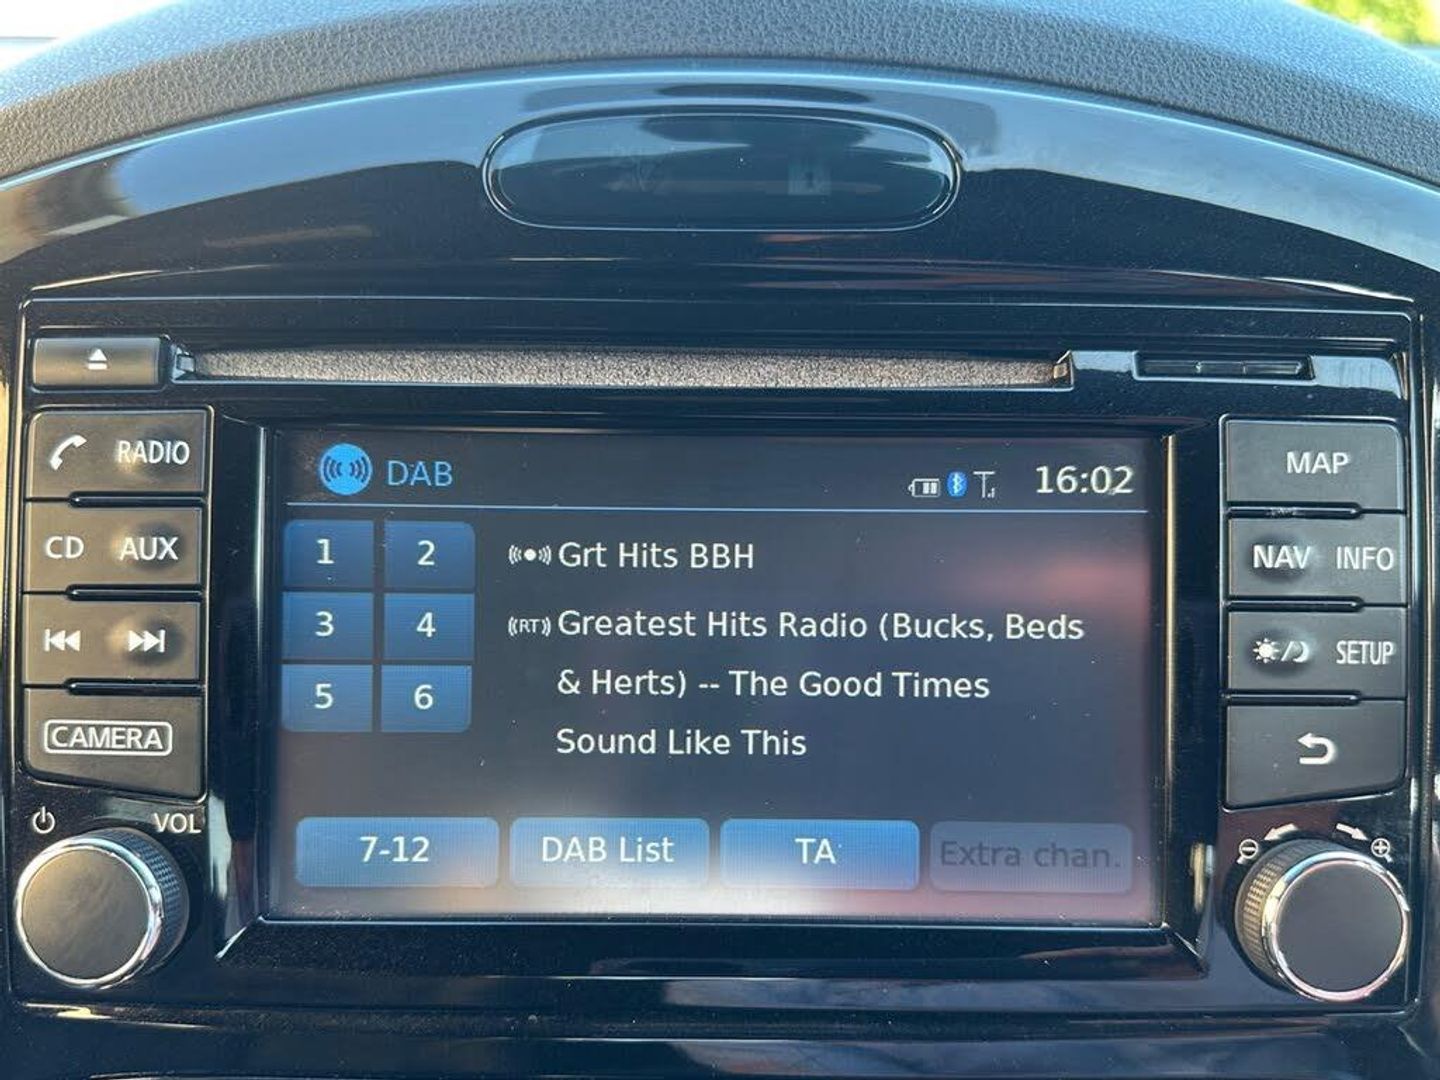 RADIO
CD AUX
CAMERA
VOL
DAB
16:02
1 2
3 4
5 6
Grt Hits BBH
RT
Greatest Hits Radio (Bucks, Beds
& Herts) -- The Good Times
Sound Like This
7-12
DAB List
TA
Extra chan.
MAP
NAV INFO
SETUP